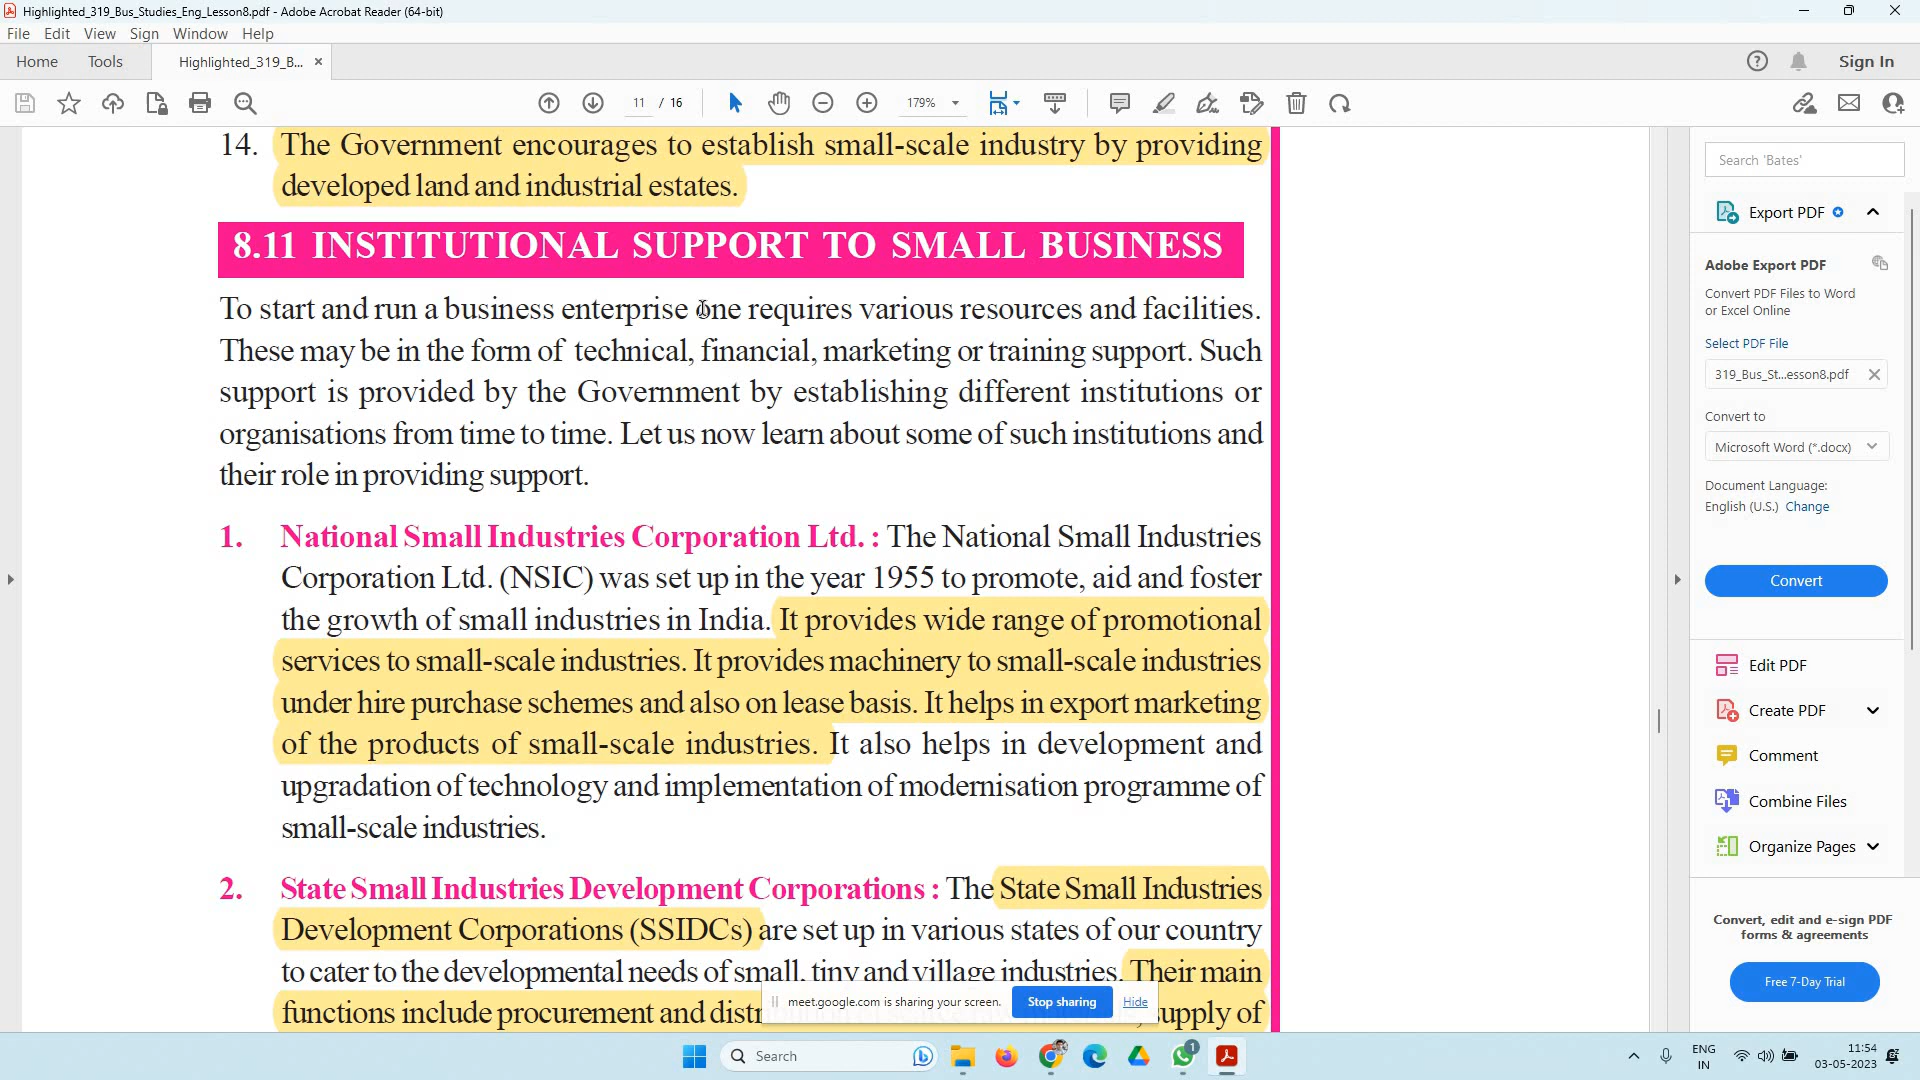 Highlighted_319_Bus_Studies_Eng_Lesson8.pdf - Adobe Acrobat Reader (64-bit)
File Edit View Sign Window Help
Home Tools Highlighted_319_B... × Sign In
11 / 16 179%
14. The Government encourages to establish small-scale industry by providing
developed land and industrial estates.
8.11 INSTITUTIONAL SUPPORT TO SMALL BUSINESS
To start and run a business enterprise one requires various resources and facilities.
These may be in the form of technical, financial, marketing or training support. Such
support is provided by the Government by establishing different institutions or
organisations from time to time. Let us now learn about some of such institutions and
their role in providing support.
1. National Small Industries Corporation Ltd. : The National Small Industries
Corporation Ltd. (NSIC) was set up in the year 1955 to promote, aid and foster
the growth of small industries in India. It provides wide range of promotional
services to small-scale industries. It provides machinery to small-scale industries
under hire purchase schemes and also on lease basis. It helps in export marketing
of the products of small-scale industries. It also helps in development and
upgradation of technology and implementation of modernisation programme of
small-scale industries.
2. State Small Industries Development Corporations : The State Small Industries
Development Corporations (SSIDCs) are set up in various states of our country
to cater to the developmental needs of small, tiny and village industries. Their main
functions include procurement and supply of
meet.google.com is sharing your screen. Stop sharing Hide
Search 'Bates'
Export PDF
Adobe Export PDF
Convert PDF Files to Word
or Excel Online
Select PDF File
319_Bus_St...esson8.pdf
Convert to
Microsoft Word (*.docx)
Document Language:
English (U.S.) Change
Convert
Edit PDF
Create PDF
Comment
Combine Files
Organize Pages
Convert, edit and e-sign PDF
forms & agreements
Free 7-Day Trial
Search
1
ENG
IN
11:54
03-05-2023